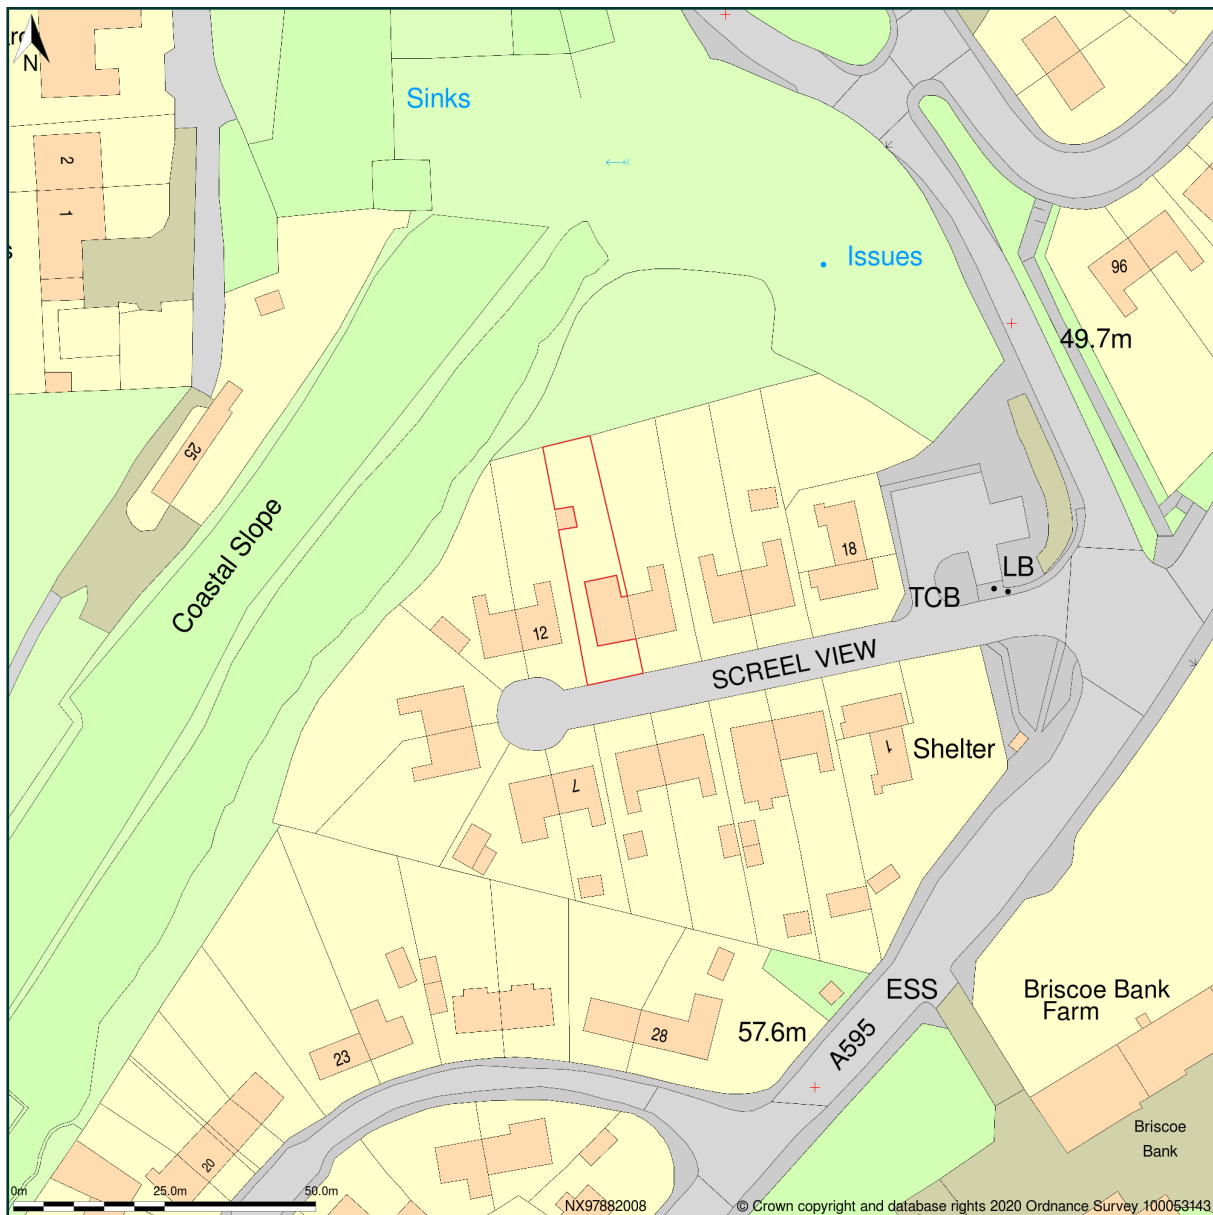 N
Sinks
2
1
Issues
96
49.7m
25
Coastal Slope
18
LB
TCB
12
SCREEL VIEW
Shelter
1
7
ESS
Briscoe Bank
Farm
57.6m
A595
28
23
Briscoe
Bank
20
0m
25.0m
50.0m
NX97882008
© Crown copyright and database rights 2020 Ordnance Survey 100053143